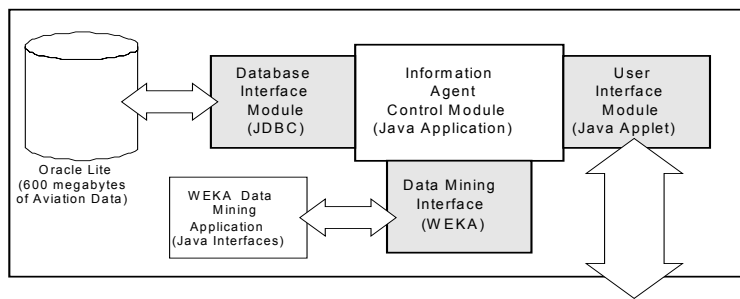 Database
Interface
Module
(JDBC)
Information
Agent
Control Module
(Java Application)
User
Interface
Module
(Java Applet)
Oracle Lite
(600 megabytes
of Aviation Data)
WEKA Data
Mining
Application
(Java Interfaces)
Data Mining
Interface
(WEKA)